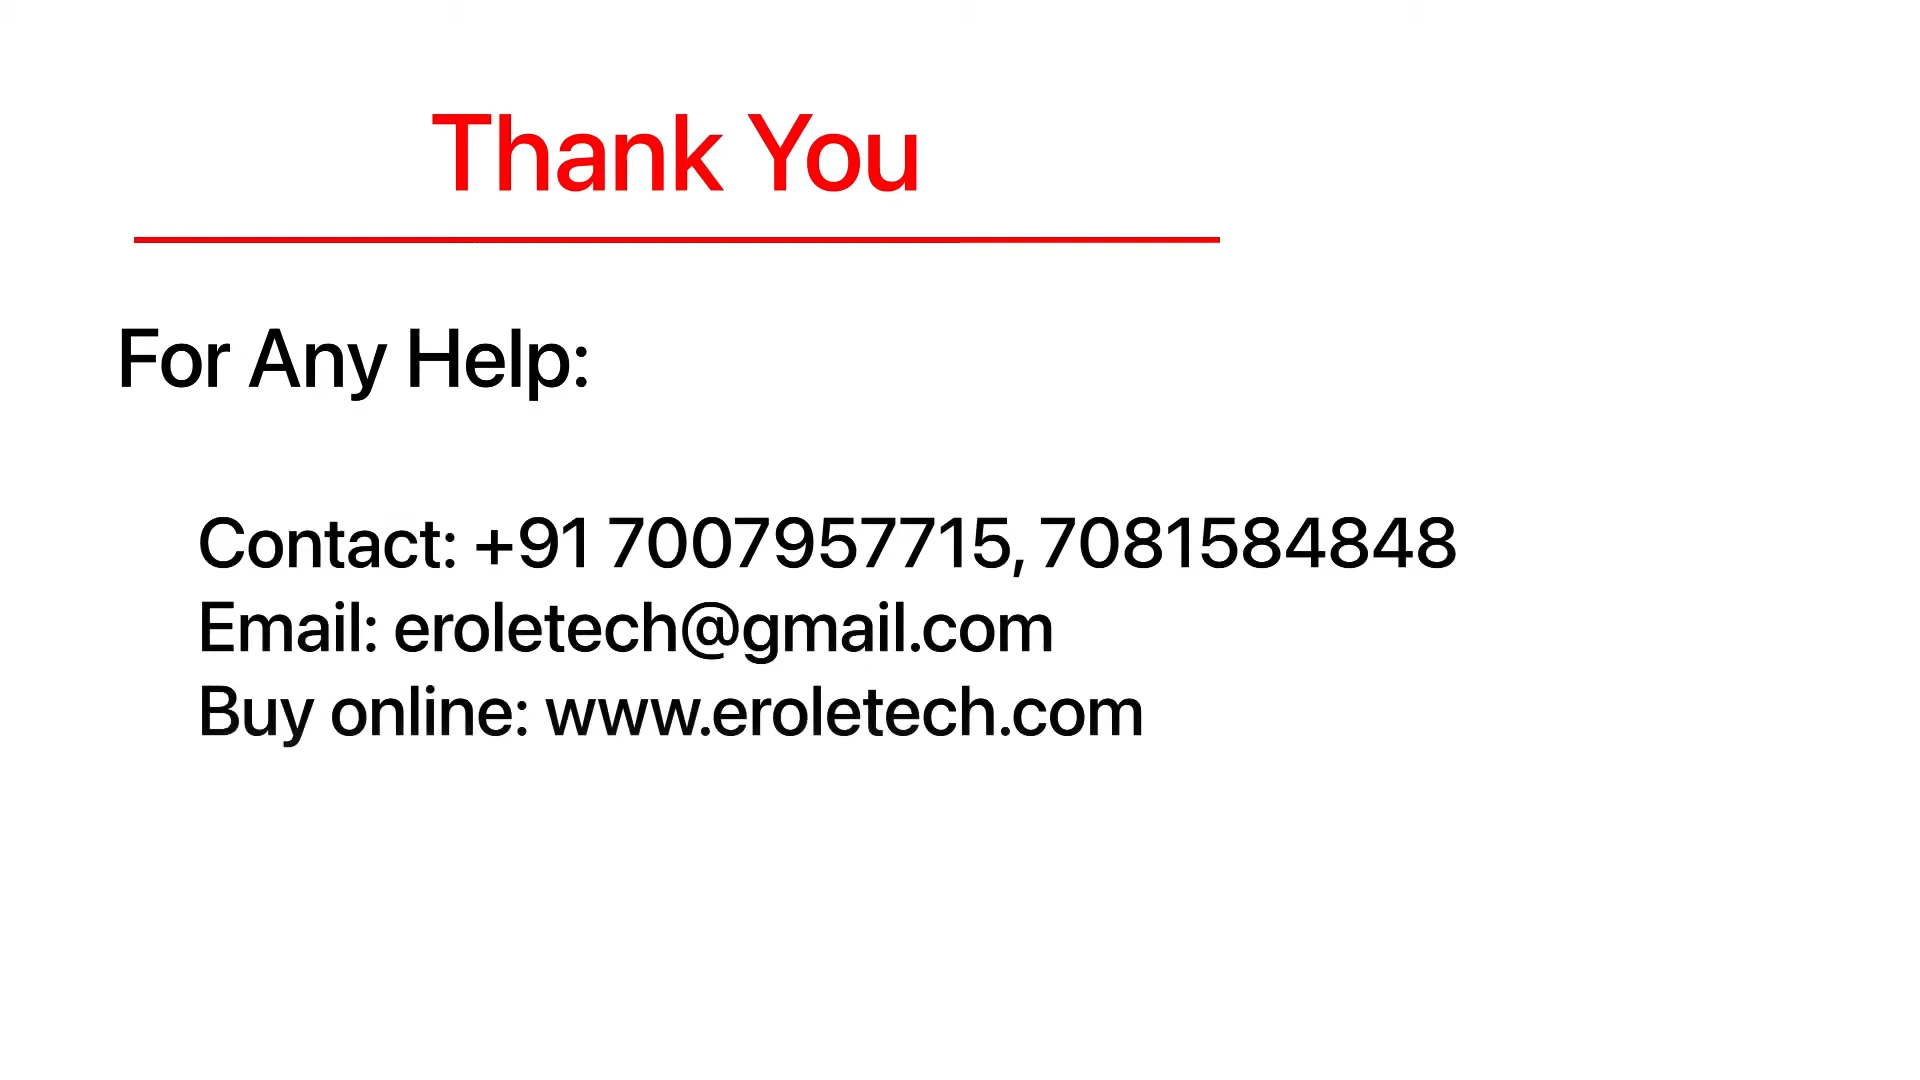 Thank You
For Any Help:
Contact: +91 7007957715, 7081584848
Email: eroletech@gmail.com
Buy online: www.eroletech.com